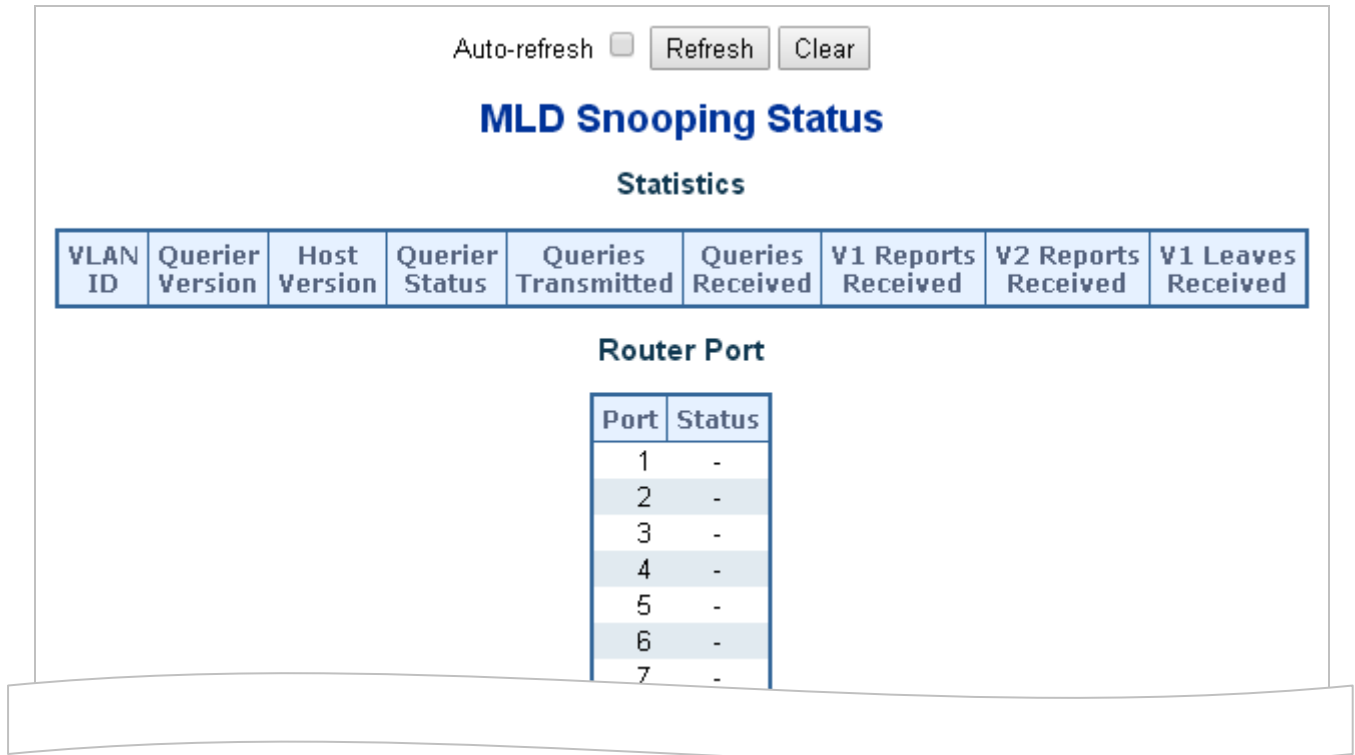 Auto-refresh Refresh Clear
MLD Snooping Status
Statistics
VLAN ID Querier Version Host Version Querier Status Queries Transmitted Queries Received V1 Reports Received V2 Reports Received V1 Leaves Received
Router Port
Port Status
1 -
2 -
3 -
4 -
5 -
6 -
7 -